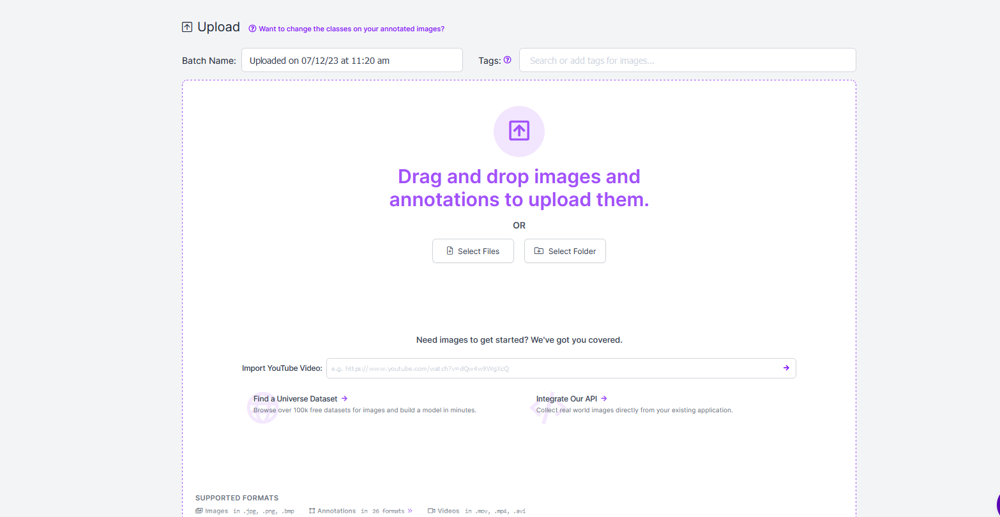 Upload
Want to change the classes on your annotated images?
Batch Name: Uploaded on 07/12/23 at 11:20 am
Tags: Search or add tags for images...
Drag and drop images and
annotations to upload them.
OR
Select Files
Select Folder
Need images to get started? We've got you covered.
Import YouTube Video: e.g. https://www.youtube.com/watch?v=dQw4w9WgXcQ
Find a Universe Dataset →
Browse over 100k free datasets for images and build a model in minutes.
Integrate Our API →
Collect real world images directly from your existing application.
SUPPORTED FORMATS
Images in .jpg, .png, .bmp
Annotations in 26 formats »
Videos in .mov, .mp4, .avi